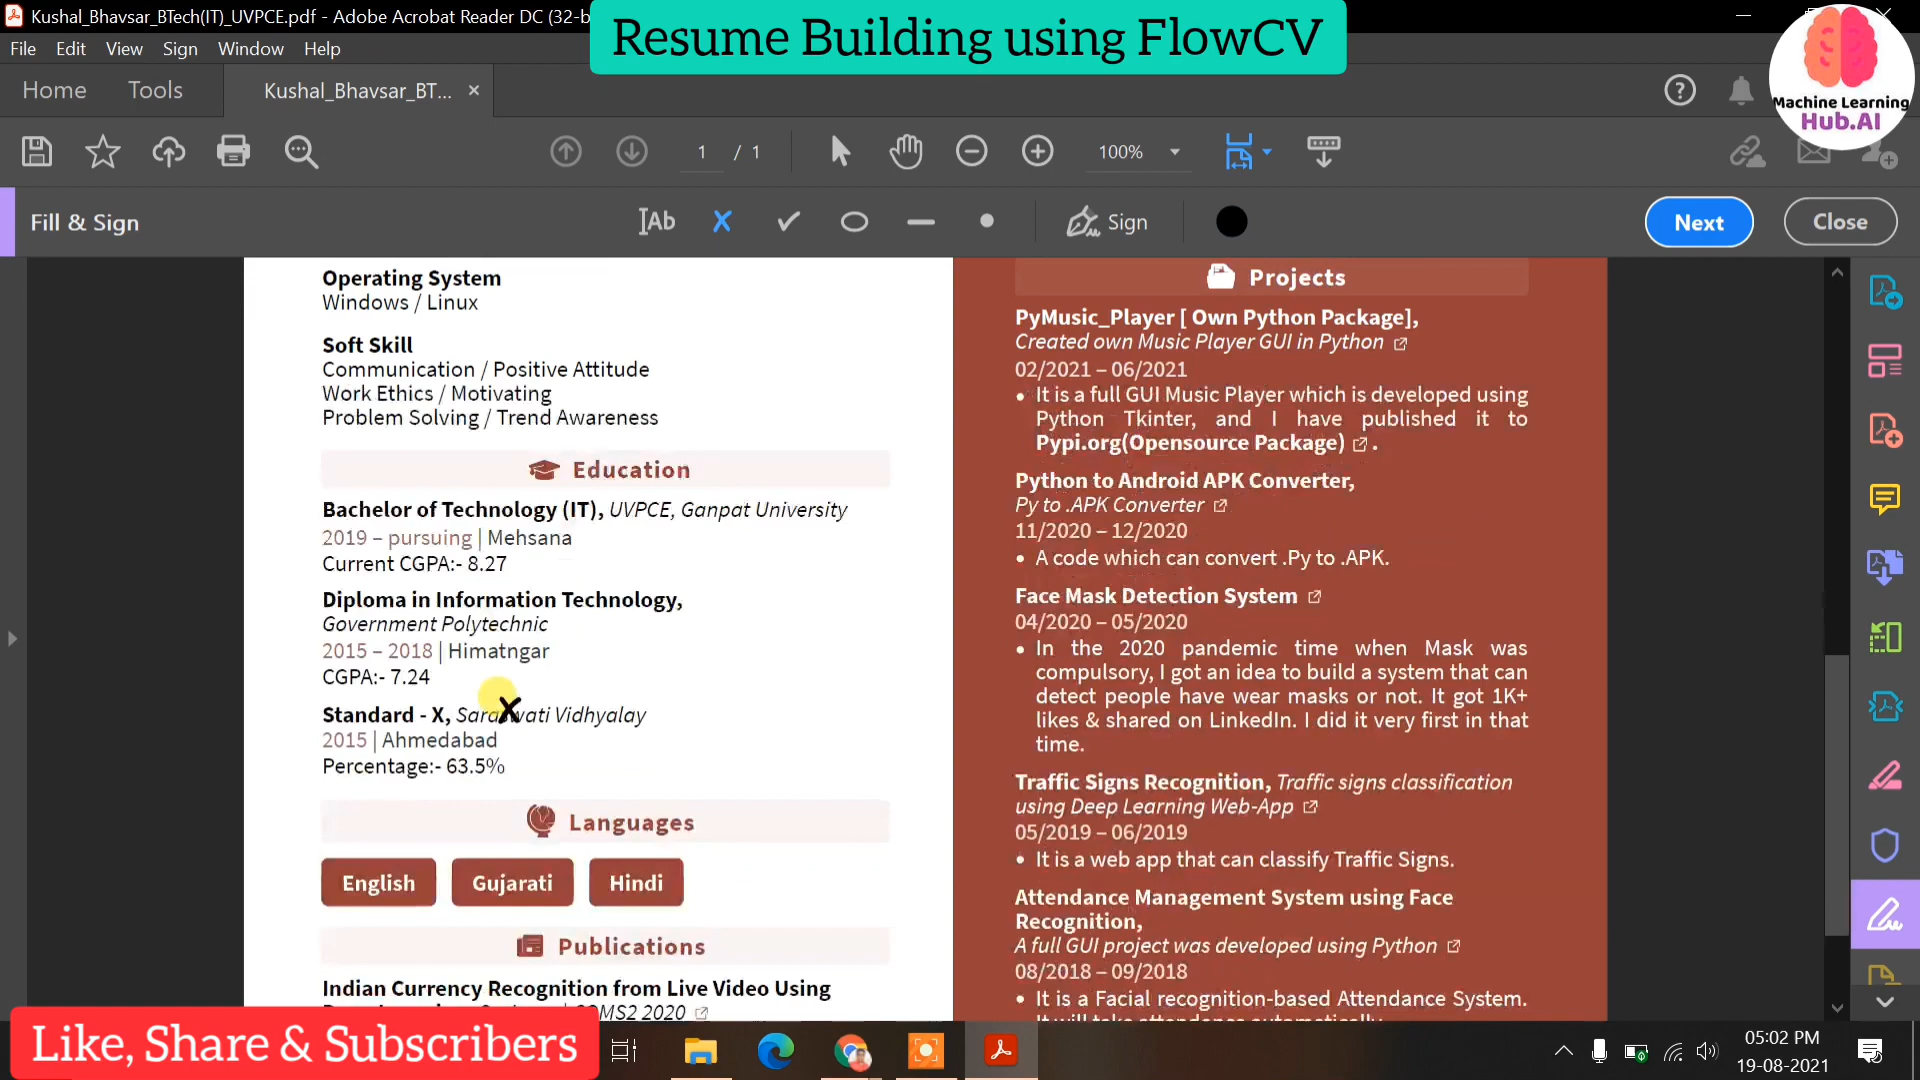 Kushal_Bhavsar_BTech(IT)_UVPCE.pdf - Adobe Acrobat Reader DC (32-b
Resume Building using FlowCV
Machine Learning
Hub.AI
File Edit View Sign Window Help
Home Tools Kushal_Bhavsar_BT... ×
1 / 1 100%
Fill & Sign
Ab
Sign
Next
Close
Operating System
Windows / Linux
Soft Skill
Communication / Positive Attitude
Work Ethics / Motivating
Problem Solving / Trend Awareness
Education
Bachelor of Technology (IT), UVPCE, Ganpat University
2019 – pursuing | Mehsana
Current CGPA:- 8.27
Diploma in Information Technology,
Government Polytechnic
2015 – 2018 | Himatngar
CGPA:- 7.24
Standard - X, Saraswati Vidhyalay
2015 | Ahmedabad
Percentage:- 63.5%
Languages
English
Gujarati
Hindi
Publications
Indian Currency Recognition from Live Video Using
MS2 2020
Projects
PyMusic_Player [ Own Python Package],
Created own Music Player GUI in Python
02/2021 – 06/2021
• It is a full GUI Music Player which is developed using
Python Tkinter, and I have published it to
Pypi.org(Opensource Package) .
Python to Android APK Converter,
Py to .APK Converter
11/2020 – 12/2020
• A code which can convert .Py to .APK.
Face Mask Detection System
04/2020 – 05/2020
• In the 2020 pandemic time when Mask was
compulsory, I got an idea to build a system that can
detect people have wear masks or not. It got 1K+
likes & shared on LinkedIn. I did it very first in that
time.
Traffic Signs Recognition, Traffic signs classification
using Deep Learning Web-App
05/2019 – 06/2019
• It is a web app that can classify Traffic Signs.
Attendance Management System using Face
Recognition,
A full GUI project was developed using Python
08/2018 – 09/2018
• It is a Facial recognition-based Attendance System.
It will take attendance automatically.
Like, Share & Subscribers
05:02 PM
19-08-2021